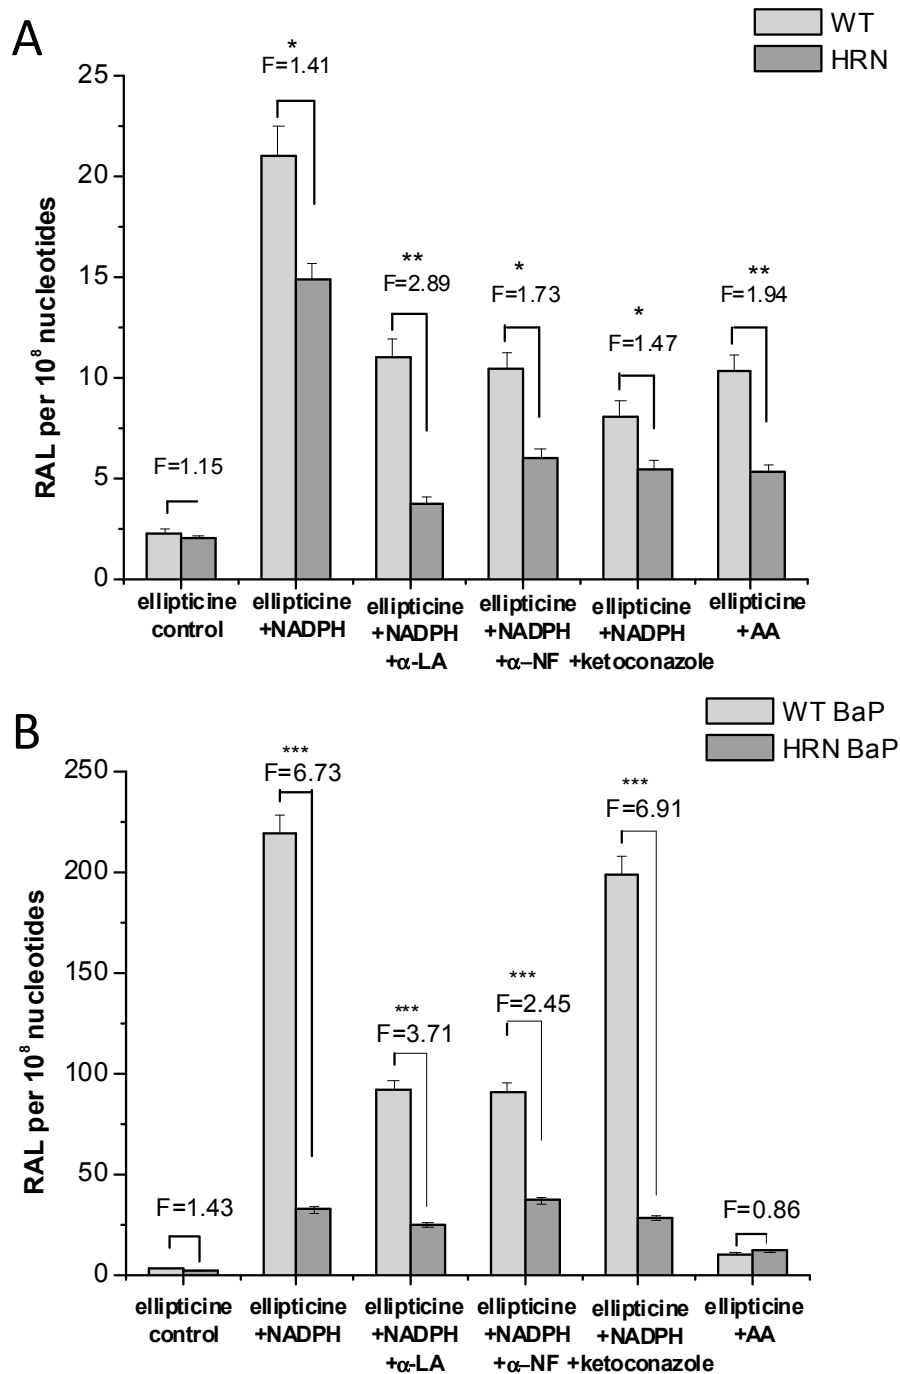 A
WT
HRN
RAL per 10⁸ nucleotides
25
20
15
10
5
0
F=1.15
*
F=1.41
**
F=2.89
*
F=1.73
*
F=1.47
**
F=1.94
ellipticine
control
ellipticine
+NADPH
ellipticine
+NADPH
+α-LA
ellipticine
+NADPH
+α–NF
ellipticine
+NADPH
+ketoconazole
ellipticine
+AA
B
WT BaP
HRN BaP
RAL per 10⁸ nucleotides
250
200
150
100
50
0
F=1.43
***
F=6.73
***
F=3.71
***
F=2.45
***
F=6.91
F=0.86
ellipticine
control
ellipticine
+NADPH
ellipticine
+NADPH
+α-LA
ellipticine
+NADPH
+α–NF
ellipticine
+NADPH
+ketoconazole
ellipticine
+AA